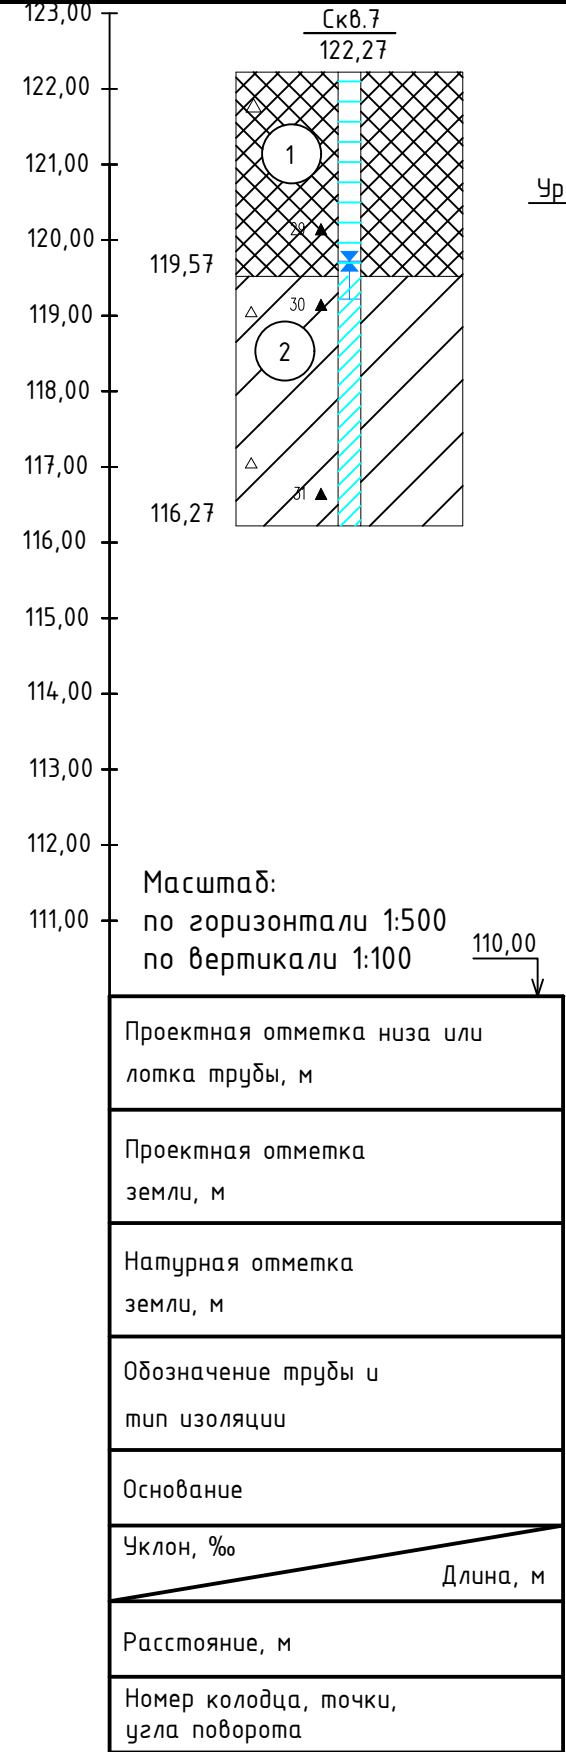 123,00
Скв.7
122,27
122,00
1
121,00
Ур
29
120,00
119,57
30
119,00
2
118,00
117,00
31
116,27
116,00
115,00
114,00
113,00
112,00
Масштаб:
111,00
по горизонтали 1:500
по вертикали 1:100
110,00
Проектная отметка низа или
лотка трубы, м
Проектная отметка
земли, м
Натурная отметка
земли, м
Обозначение трубы и
тип изоляции
Основание
Уклон, ‰
Длина, м
Расстояние, м
Номер колодца, точки,
угла поворота